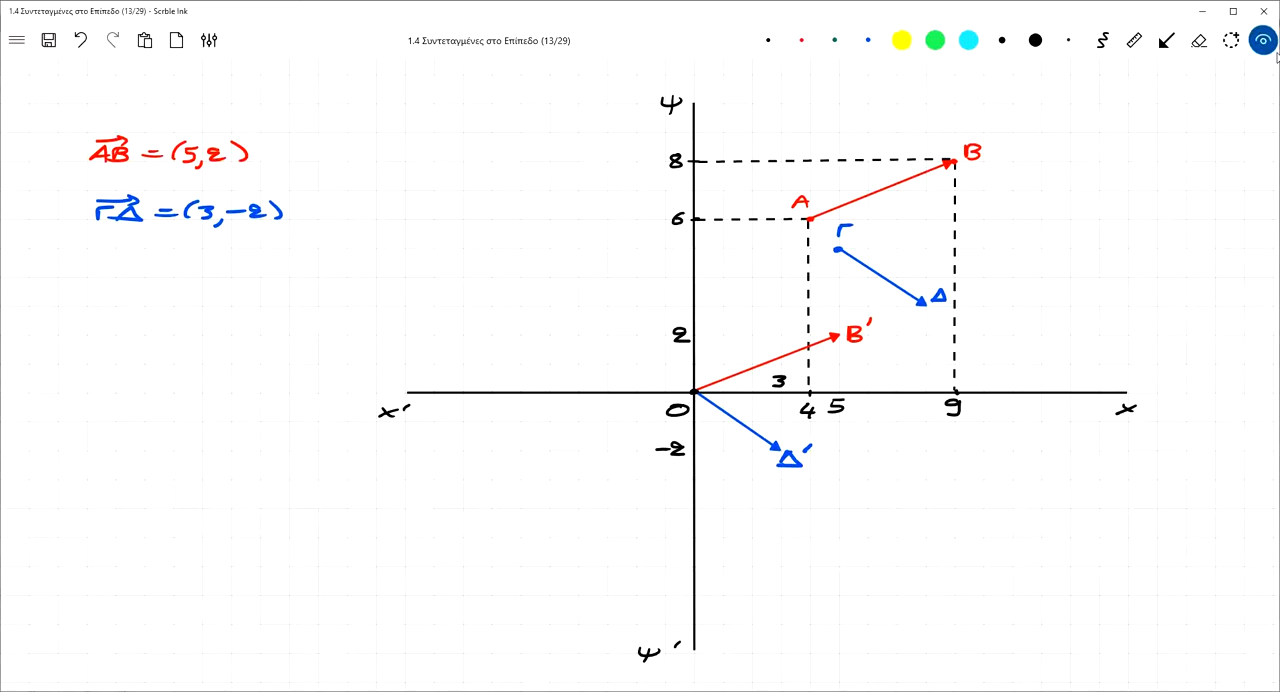 1.4 Συντεταγμένες στο Επίπεδο (13/29) - Scrble Ink
1.4 Συντεταγμένες στο Επίπεδο (13/29)
ψ
AB = (5,2)
8
B
ΓΔ = (3,-2)
A
6
Γ
Δ
2
B'
3
x'
0
4
5
9
x
-2
Δ'
ψ'